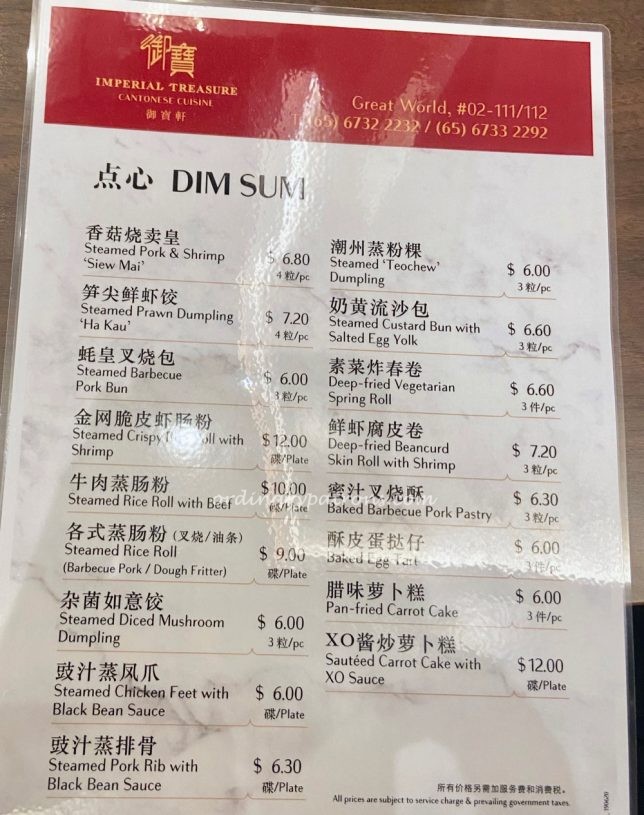 御寶
IMPERIAL TREASURE
CANTONESE CUISINE
御寶軒
Great World, #02-111/112
T (65) 6732 2232 / (65) 6733 2292
点心 DIM SUM
香菇烧卖皇
Steamed Pork & Shrimp
'Siew Mai'
$ 6.80
4 粒/pc
笋尖鲜虾饺
Steamed Prawn Dumpling
'Ha Kau'
$ 7.20
4 粒/pc
蚝皇叉烧包
Steamed Barbecue
Pork Bun
$ 6.00
3 粒/pc
金网脆皮虾肠粉
Steamed Crispy Roll with
Shrimp
$12.00
碟/Plate
牛肉蒸肠粉
Steamed Rice Roll with Beef
$10.00
碟/Plate
各式蒸肠粉 (叉烧/油条)
Steamed Rice Roll
(Barbecue Pork / Dough Fritter)
$ 9.00
碟/Plate
杂菌如意饺
Steamed Diced Mushroom
Dumpling
$ 6.00
3 粒/pc
豉汁蒸凤爪
Steamed Chicken Feet with
Black Bean Sauce
$ 6.00
碟/Plate
豉汁蒸排骨
Steamed Pork Rib with
Black Bean Sauce
$ 6.30
碟/Plate
潮州蒸粉粿
Steamed 'Teochew'
Dumpling
$ 6.00
3 粒/pc
奶黄流沙包
Steamed Custard Bun with
Salted Egg Yolk
$ 6.60
3 粒/pc
素菜炸春卷
Deep-fried Vegetarian
Spring Roll
$ 6.60
3 件/pc
鲜虾腐皮卷
Deep-fried Beancurd
Skin Roll with Shrimp
$ 7.20
3 件/pc
蜜汁叉烧酥
Baked Barbecue Pork Pastry
$ 6.30
3 粒/pc
酥皮蛋挞仔
Baked Egg Tart
$ 6.00
3 件/pc
腊味萝卜糕
Pan-fried Carrot Cake
$ 6.00
3 件/pc
XO酱炒萝卜糕
Sautéed Carrot Cake with
XO Sauce
$12.00
碟/Plate
所有价格另需加服务费和消费税。
All prices are subject to service charge & prevailing government taxes.
190620